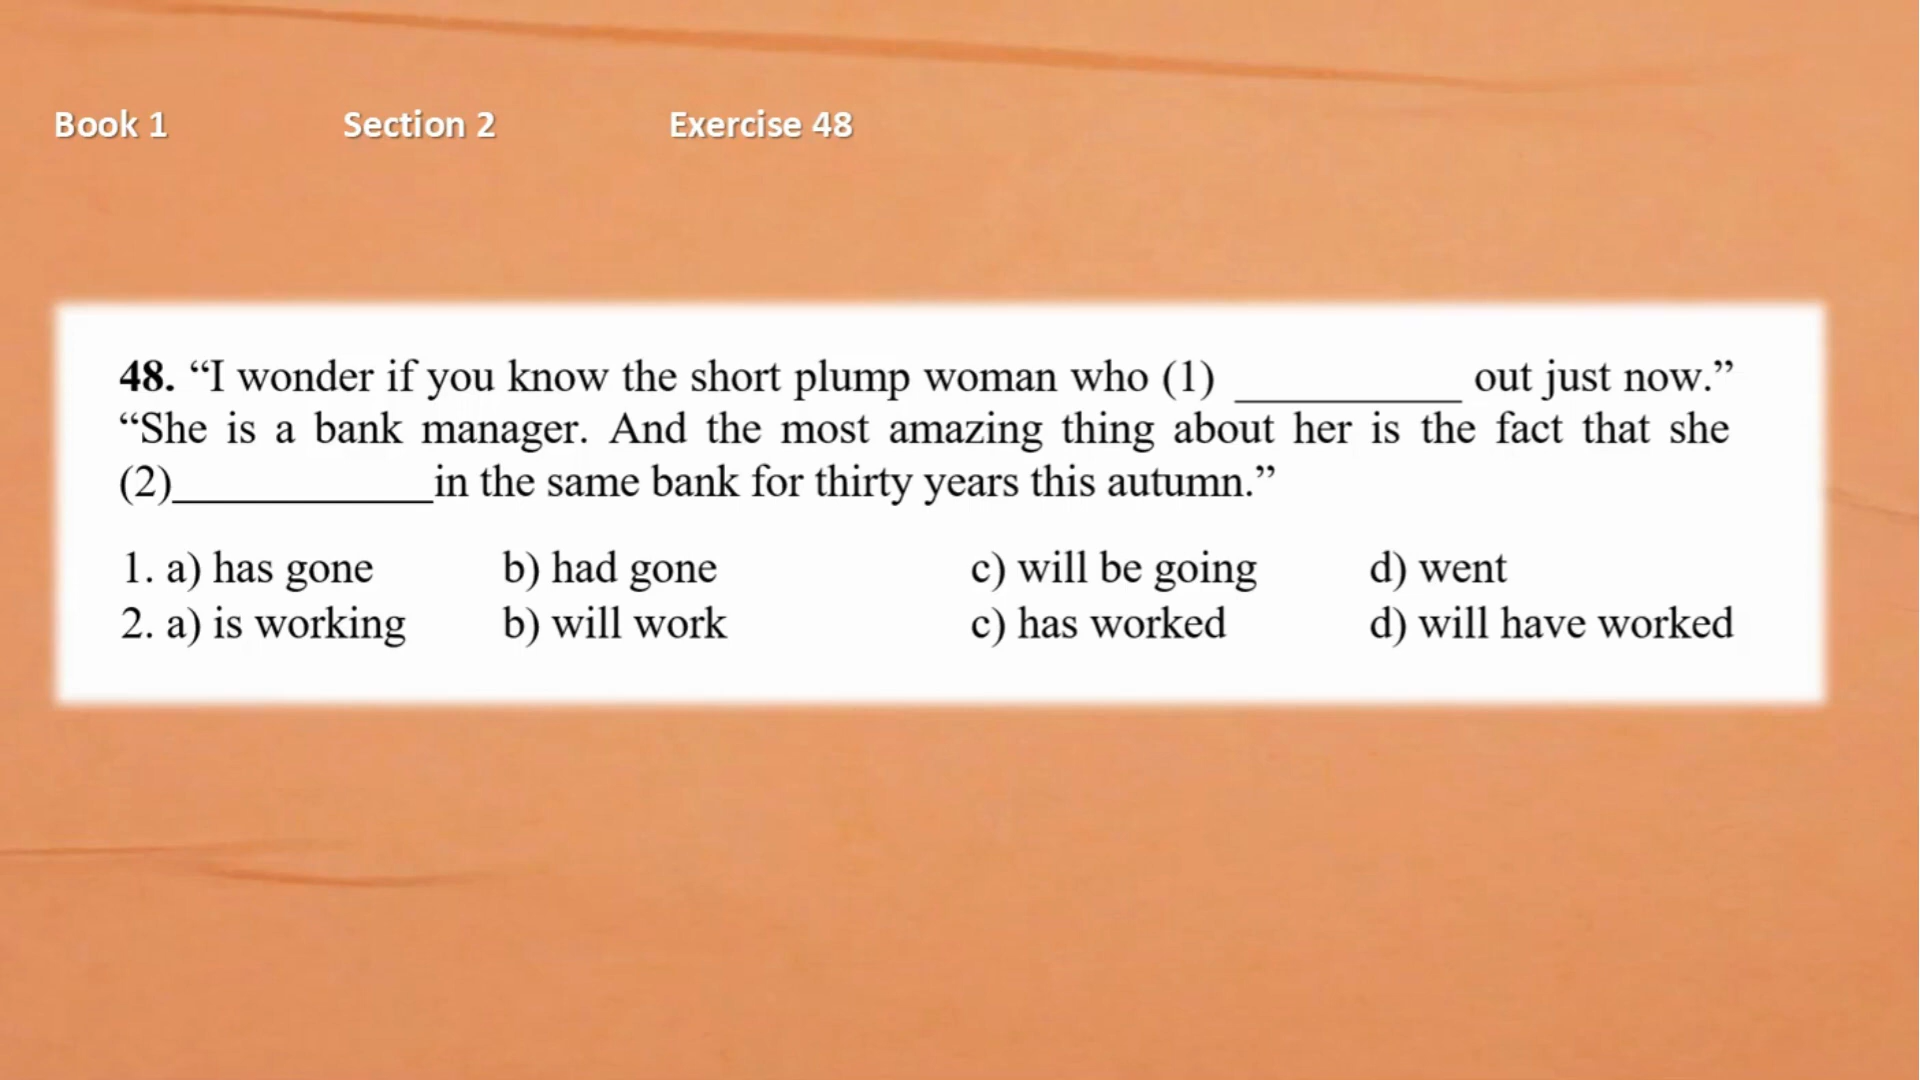 Book 1 Section 2 Exercise 48
48. “I wonder if you know the short plump woman who (1) __________ out just now.”
“She is a bank manager. And the most amazing thing about her is the fact that she
(2)____________in the same bank for thirty years this autumn.”
1. a) has gone b) had gone c) will be going d) went
2. a) is working b) will work c) has worked d) will have worked